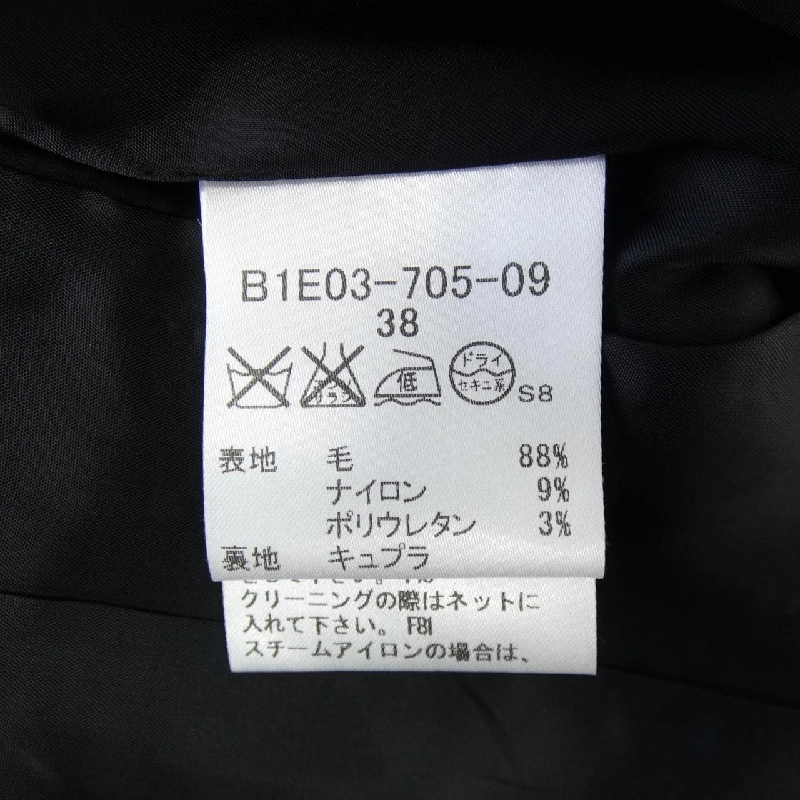 B1E03-705-09
38
低
ドライ
セキユ系
S8
表地 毛 88%
ナイロン 9%
ポリウレタン 3%
裏地 キュプラ
クリーニングの際はネットに
入れて下さい。 F8I
スチームアイロンの場合は、